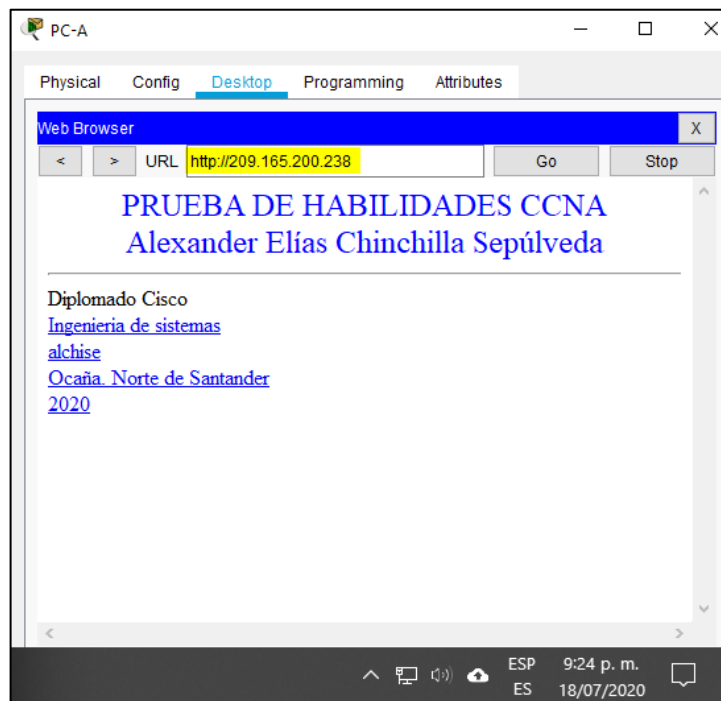 PC-A
Physical Config Desktop Programming Attributes
Web Browser X
< > URL http://209.165.200.238 Go Stop
PRUEBA DE HABILIDADES CCNA
Alexander Elías Chinchilla Sepúlveda
Diplomado Cisco
Ingenieria de sistemas
alchise
Ocaña. Norte de Santander
2020
ESP 9:24 p. m.
ES 18/07/2020